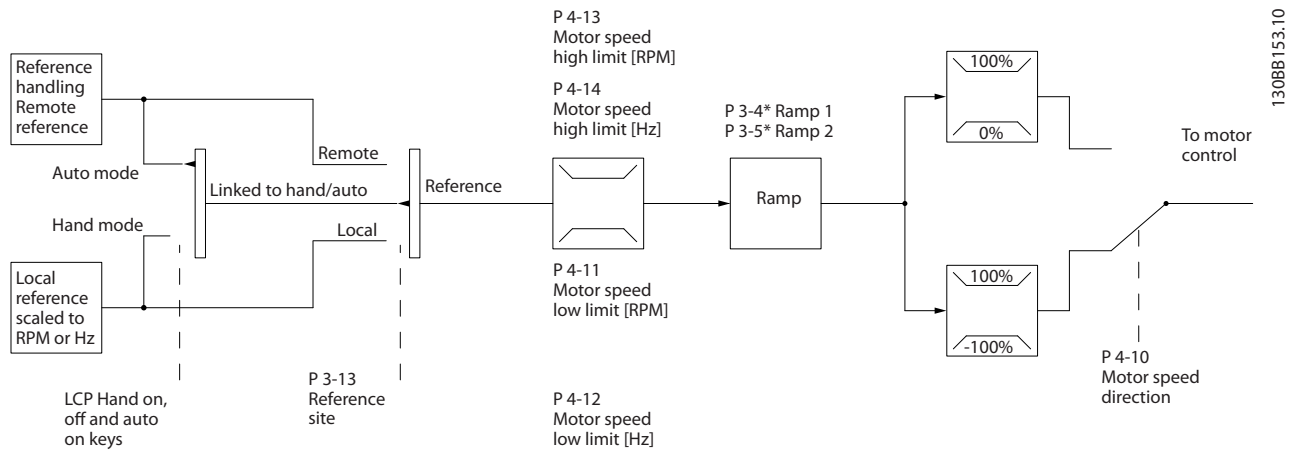 Reference
handling
Remote
reference
Auto mode
Hand mode
Local
reference
scaled to
RPM or Hz
LCP Hand on,
off and auto
on keys
Linked to hand/auto
Remote
Local
P 3-13
Reference
site
Reference
P 4-13
Motor speed
high limit [RPM]
P 4-14
Motor speed
high limit [Hz]
P 4-11
Motor speed
low limit [RPM]
P 4-12
Motor speed
low limit [Hz]
P 3-4* Ramp 1
P 3-5* Ramp 2
Ramp
100%
0%
100%
-100%
To motor
control
P 4-10
Motor speed
direction
130BB153.10